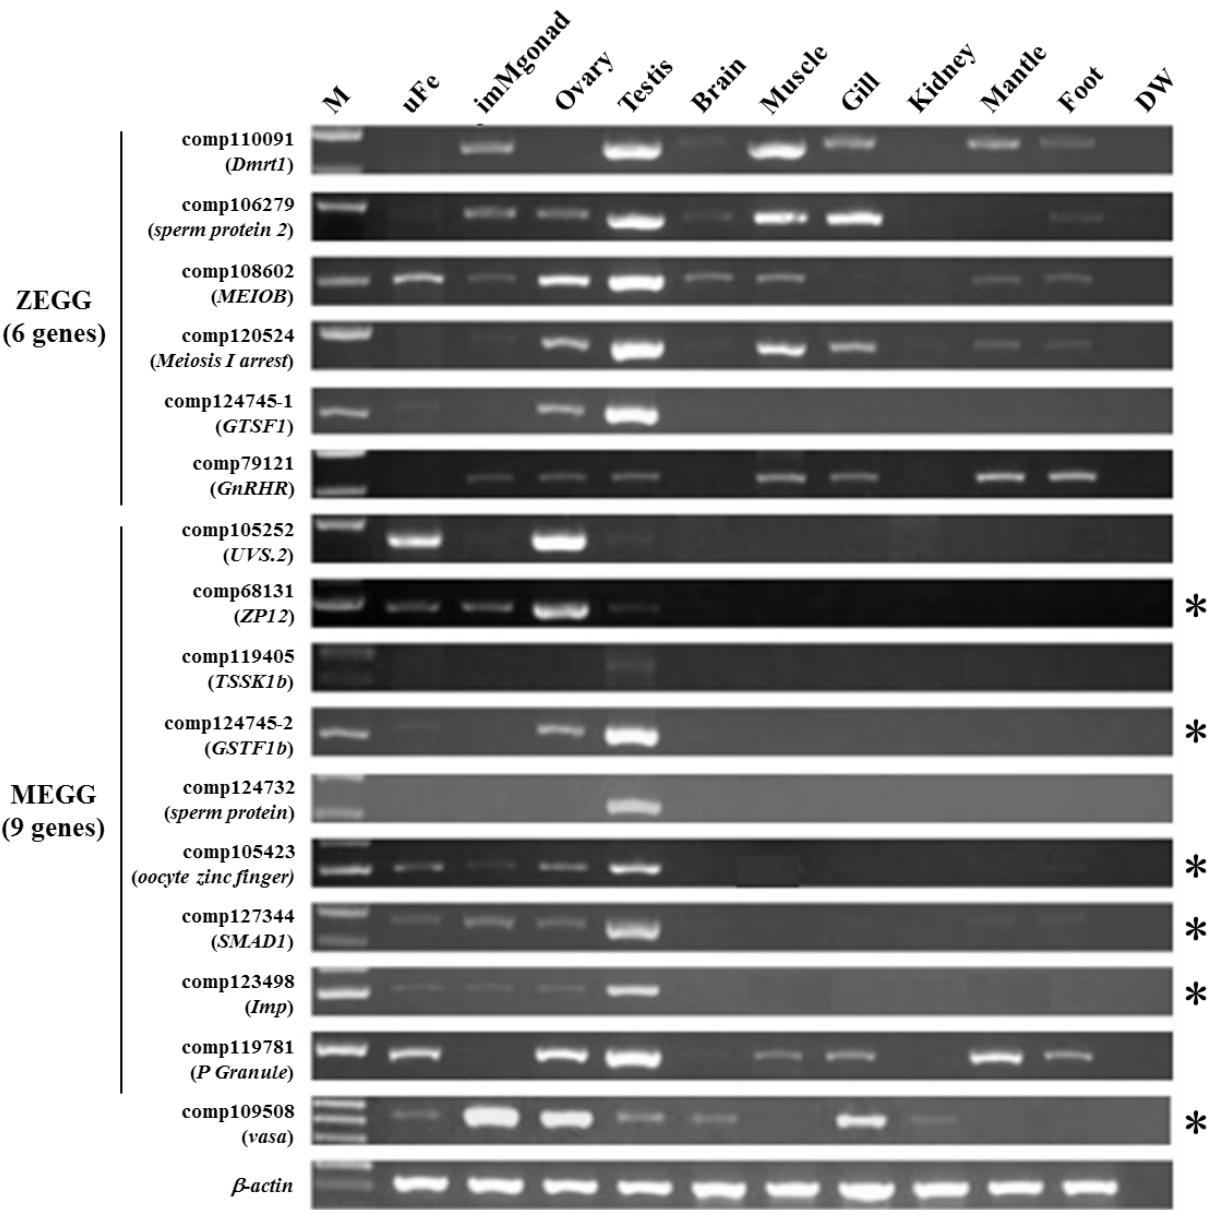 M uFe imMgonad Ovary Testis Brain Muscle Gill Kidney Mantle Foot DW
ZEGG
(6 genes)
comp110091
(Dmrt1)
comp106279
(sperm protein 2)
comp108602
(MEIOB)
comp120524
(Meiosis I arrest)
comp124745-1
(GTSF1)
comp79121
(GnRHR)
MEGG
(9 genes)
comp105252
(UVS.2)
comp68131
(ZP12)
*
comp119405
(TSSK1b)
comp124745-2
(GSTF1b)
*
comp124732
(sperm protein)
comp105423
(oocyte zinc finger)
*
comp127344
(SMAD1)
*
comp123498
(Imp)
*
comp119781
(P Granule)
comp109508
(vasa)
*
β-actin